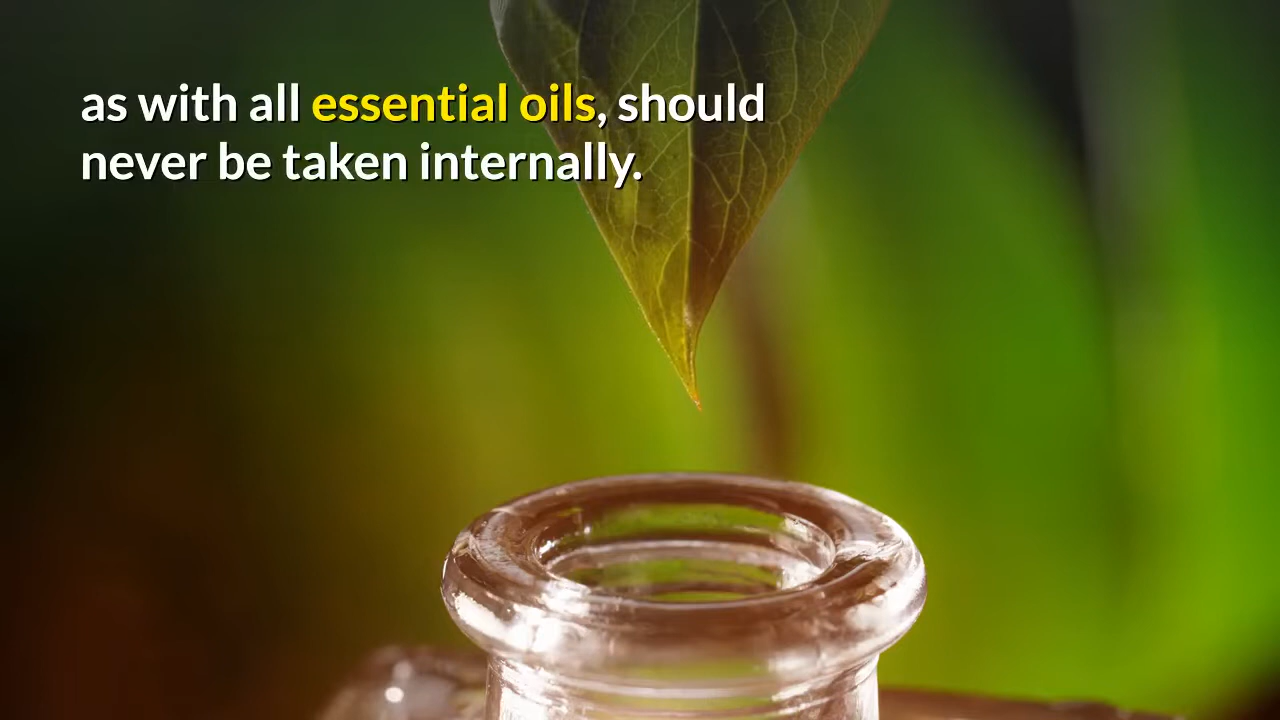 as with all essential oils, should
never be taken internally.